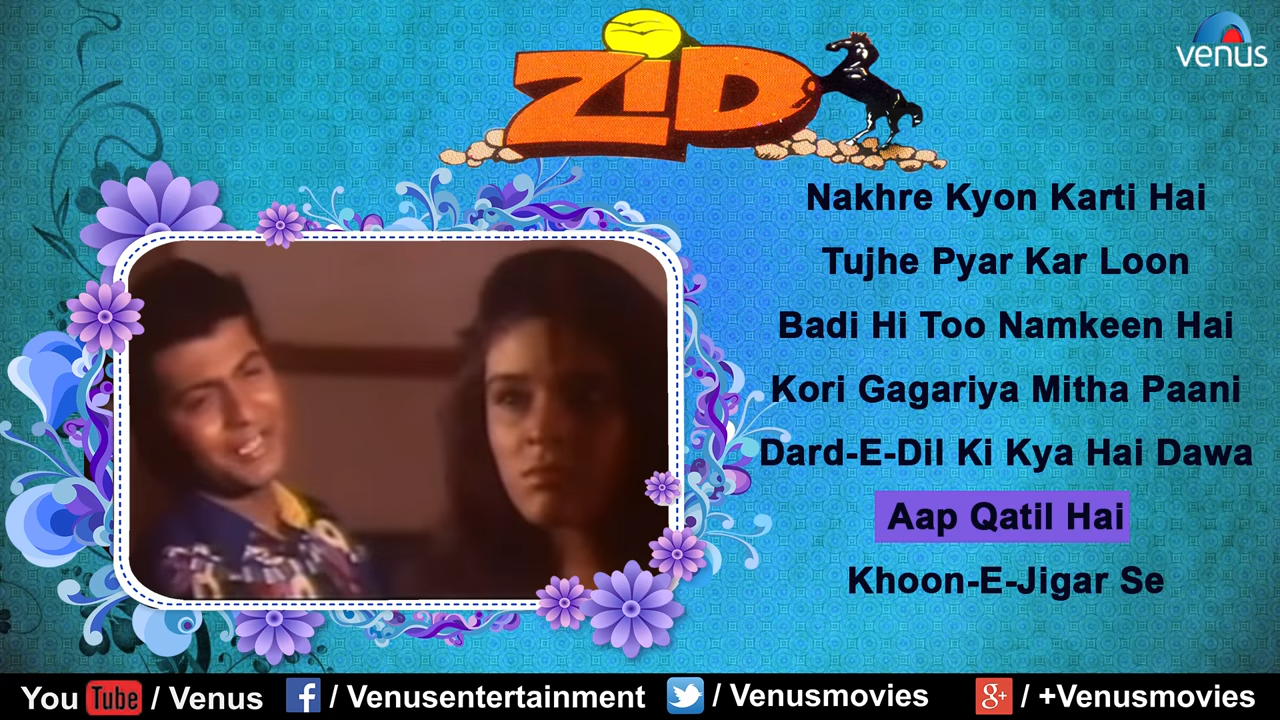 ZiD
venus
Nakhre Kyon Karti Hai
Tujhe Pyar Kar Loon
Badi Hi Too Namkeen Hai
Kori Gagariya Mitha Paani
Dard-E-Dil Ki Kya Hai Dawa
Aap Qatil Hai
Khoon-E-Jigar Se
You Tube / Venus f / Venusentertainment / Venusmovies g+ / +Venusmovies